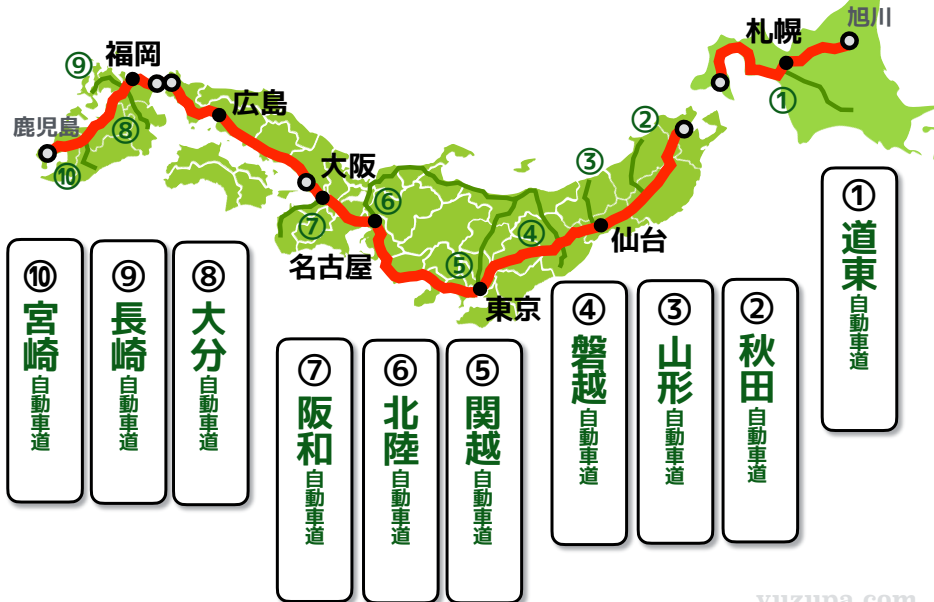 旭川
札幌
①
福岡
⑨
広島
鹿児島
⑧
②
③
⑩
大阪
⑥
⑦
④
仙台
名古屋
⑤
東京
①
道東自動車道
②
秋田自動車道
③
山形自動車道
④
磐越自動車道
⑤
関越自動車道
⑥
北陸自動車道
⑦
阪和自動車道
⑧
大分自動車道
⑨
長崎自動車道
⑩
宮崎自動車道
yuzupa.com